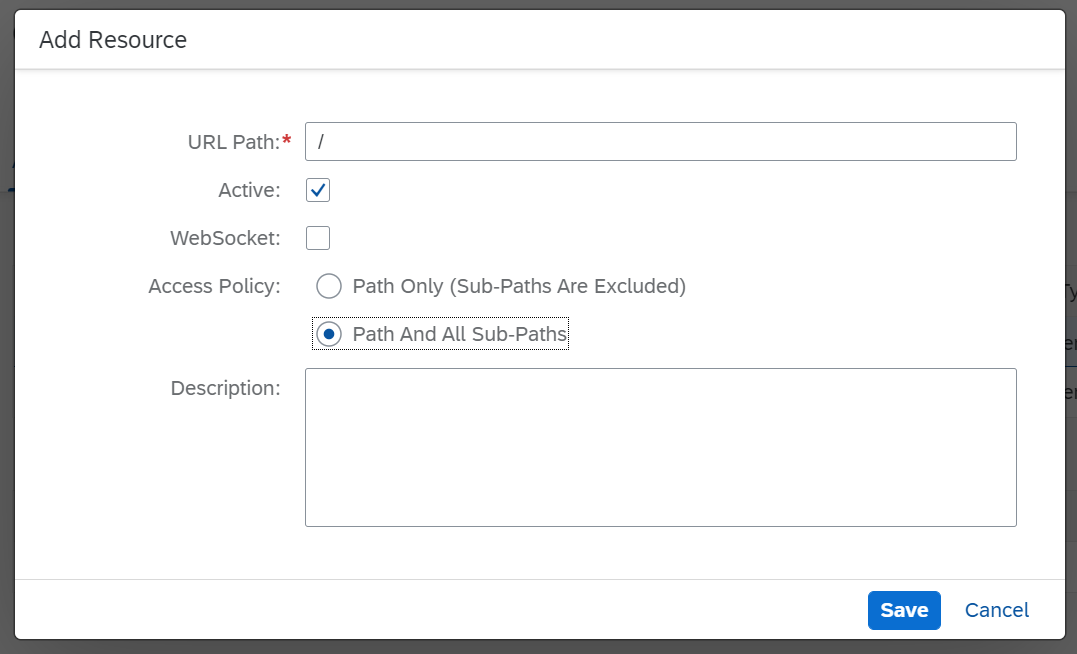 Add Resource
URL Path:* /
Active:
WebSocket:
Access Policy: Path Only (Sub-Paths Are Excluded)
Path And All Sub-Paths
Description:
Save Cancel